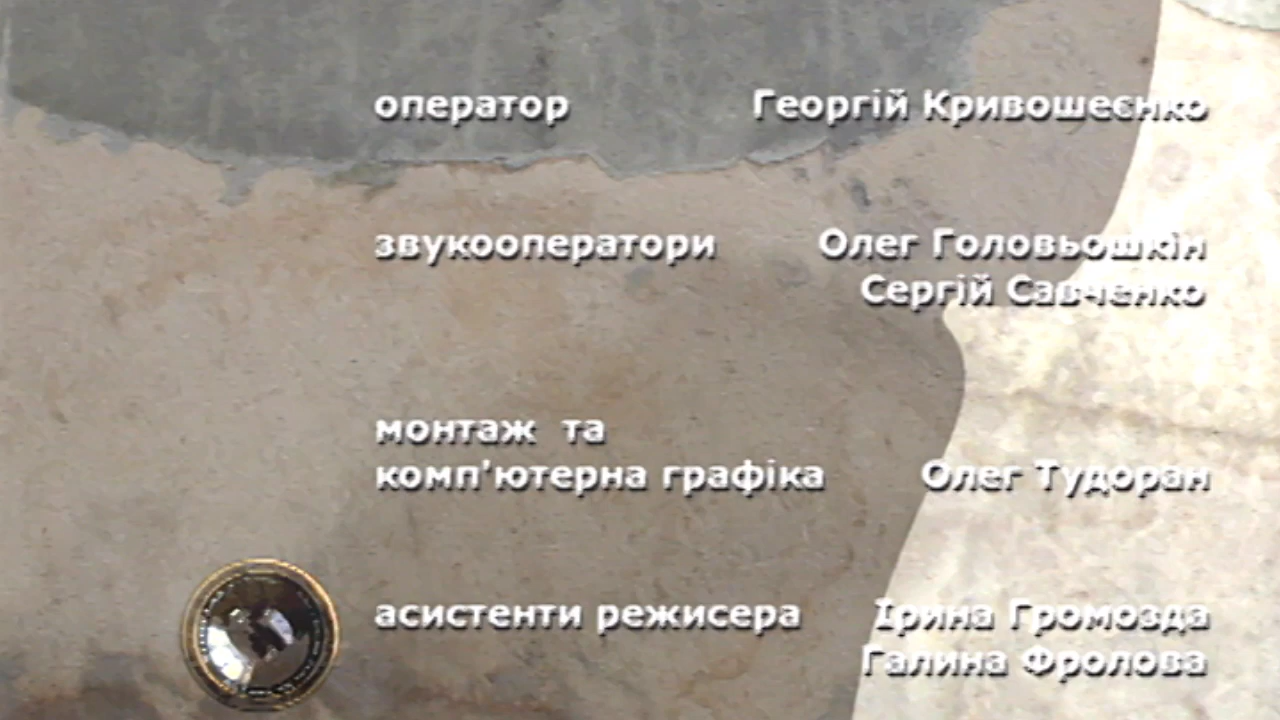 оператор Георгій Кривошеєнко
звукооператори Олег Головьошкін
Сергій Савченко
монтаж та
комп'ютерна графіка Олег Тудоран
асистенти режисера Ірина Громозда
Галина Фролова